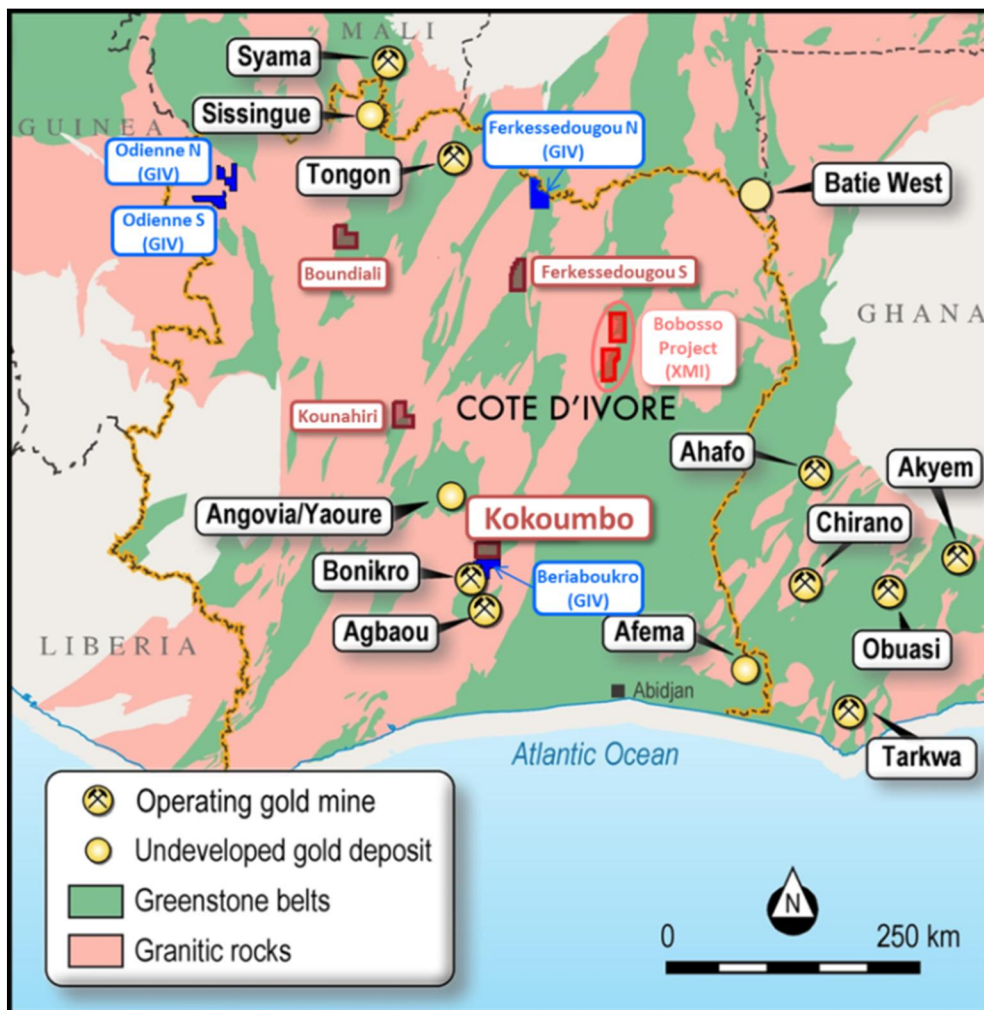 MALI
Syama
Sissingue
GUINEA
Ferkessedougou N
(GIV)
Odienne N
(GIV)
Tongon
Batie West
Odienne S
(GIV)
Boundiali
Ferkessedougou S
GHANA
Bobosso
Project
(XMI)
COTE D'IVORE
Kounahiri
Ahafo
Akyem
Angovia/Yaoure
Kokoumbo
Chirano
Bonikro
Beriaboukro
(GIV)
Agbaou
LIBERIA
Afema
Obuasi
Abidjan
Tarkwa
Atlantic Ocean
Operating gold mine
Undeveloped gold deposit
Greenstone belts
Granitic rocks
N
0 250 km